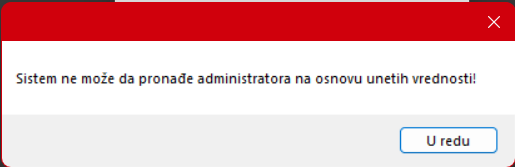 Sistem ne može da pronađe administratora na osnovu unetih vrednosti!
U redu